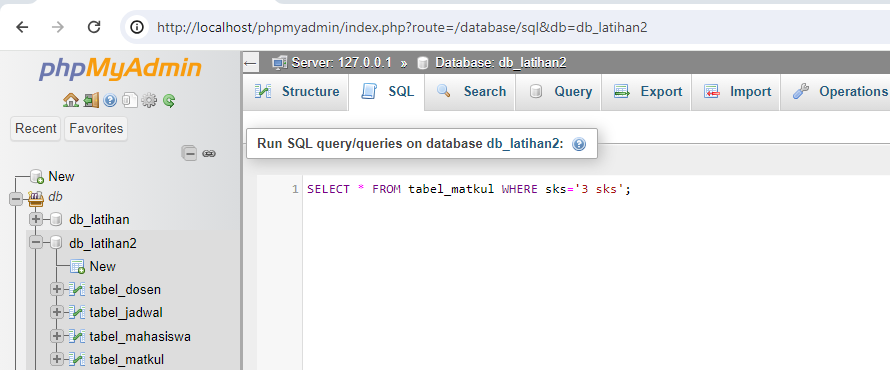 http://localhost/phpmyadmin/index.php?route=/database/sql&db=db_latihan2
phpMyAdmin
Recent Favorites
New
db
db_latihan
db_latihan2
New
tabel_dosen
tabel_jadwal
tabel_mahasiswa
tabel_matkul
Server: 127.0.0.1 » Database: db_latihan2
Structure SQL Search Query Export Import Operations
Run SQL query/queries on database db_latihan2:
1 SELECT * FROM tabel_matkul WHERE sks='3 sks';